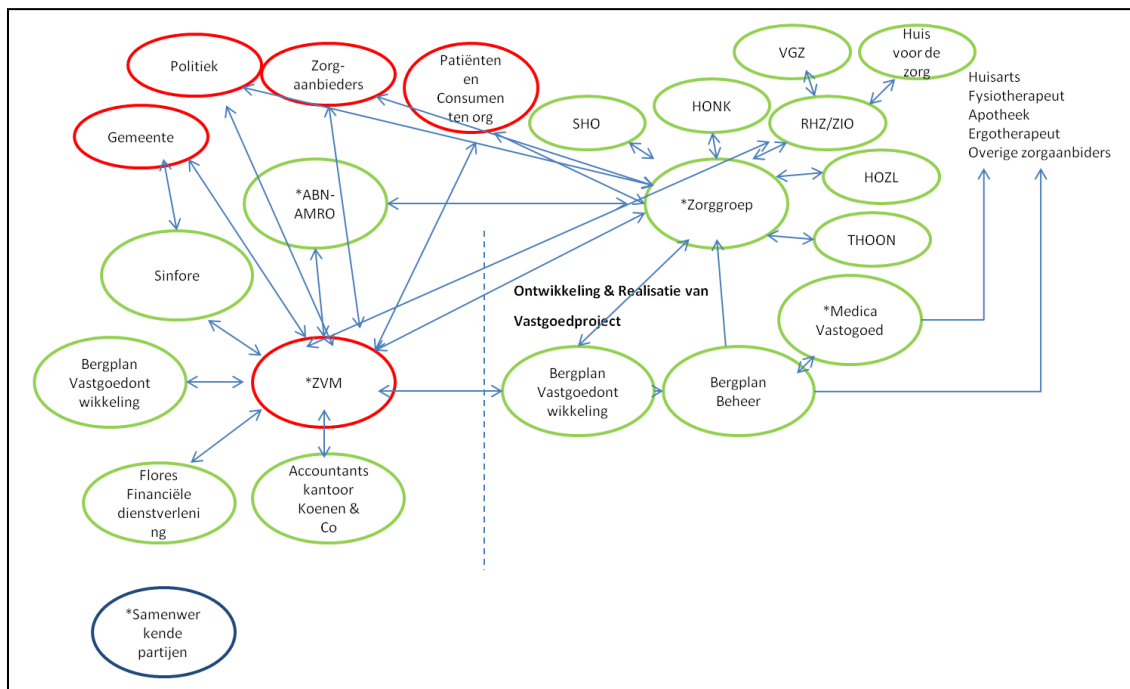 Politiek
Zorg-
aanbieders
Patiënten
en
Consumen
ten org
Gemeente
VGZ
Huis
voor de
zorg
HONK
SHO
RHZ/ZIO
Huisarts
Fysiotherapeut
Apotheek
Ergotherapeut
Overige zorgaanbiders
*ABN-
AMRO
*Zorggroep
HOZL
THOON
Sinfore
Ontwikkeling & Realisatie van
Vastgoedproject
*Medica
Vastogoed
Bergplan
Vastgoedont
wikkeling
*ZVM
Bergplan
Vastgoedont
wikkeling
Bergplan
Beheer
Flores
Financiële
dienstverleni
ng
Accountants
kantoor
Koenen &
Co
*Samenwer
kende
partijen